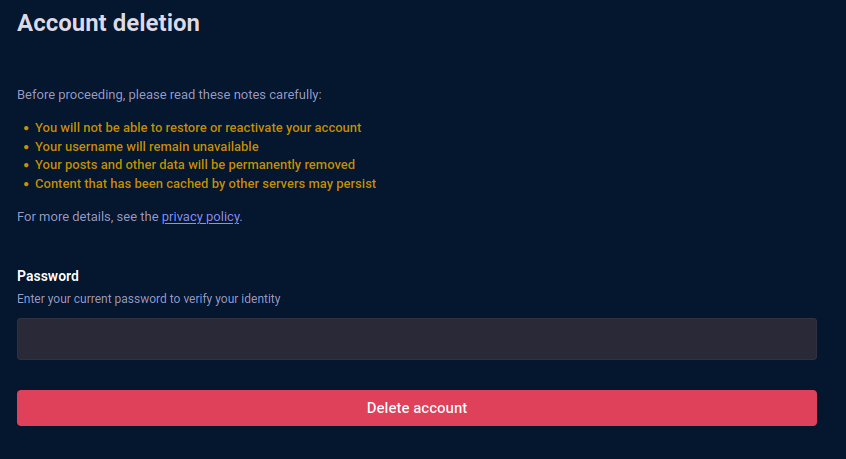 Account deletion
Before proceeding, please read these notes carefully:
• You will not be able to restore or reactivate your account
• Your username will remain unavailable
• Your posts and other data will be permanently removed
• Content that has been cached by other servers may persist
For more details, see the privacy policy.
Password
Enter your current password to verify your identity
Delete account